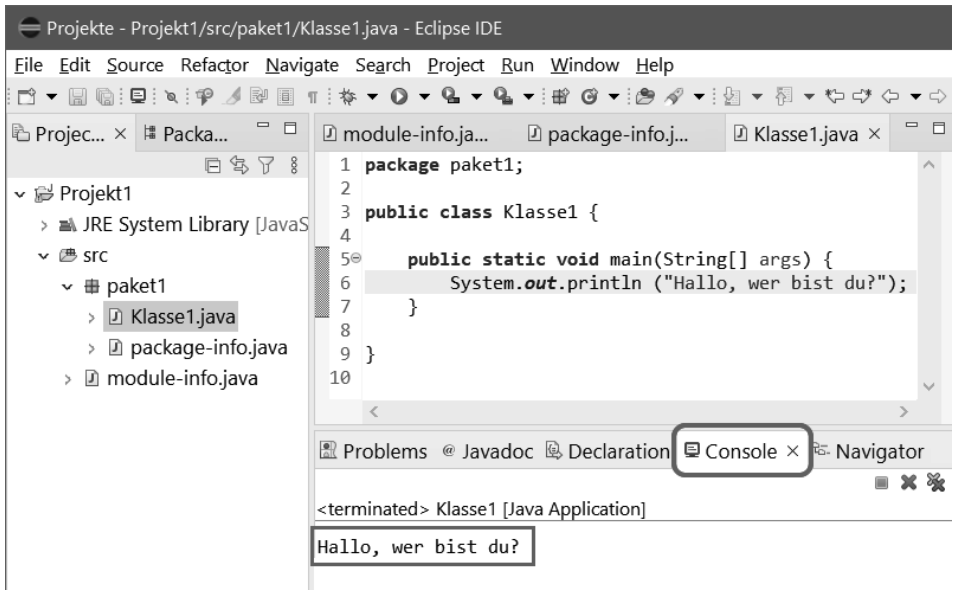 Projekte - Projekt1/src/paket1/Klasse1.java - Eclipse IDE
File Edit Source Refactor Navigate Search Project Run Window Help
Projec... × Packa...
Projekt1
JRE System Library [JavaS
src
paket1
Klasse1.java
package-info.java
module-info.java
module-info.ja... package-info.j... Klasse1.java ×
1 package paket1;
2
3 public class Klasse1 {
4
5 public static void main(String[] args) {
6 System.out.println ("Hallo, wer bist du?");
7 }
8
9 }
10
Problems @ Javadoc Declaration Console × Navigator
<terminated> Klasse1 [Java Application]
Hallo, wer bist du?